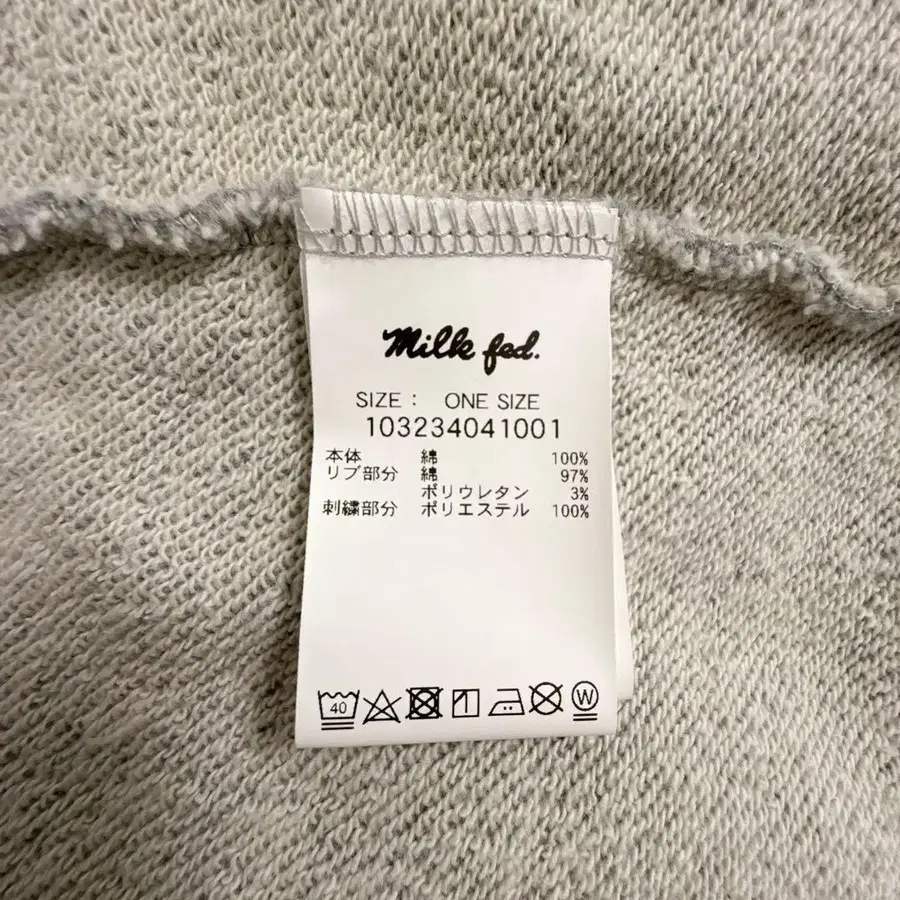 Milk fed.
SIZE : ONE SIZE
103234041001
本体 綿 100%
リブ部分 綿 97%
ポリウレタン 3%
刺繍部分 ポリエステル 100%
40 W